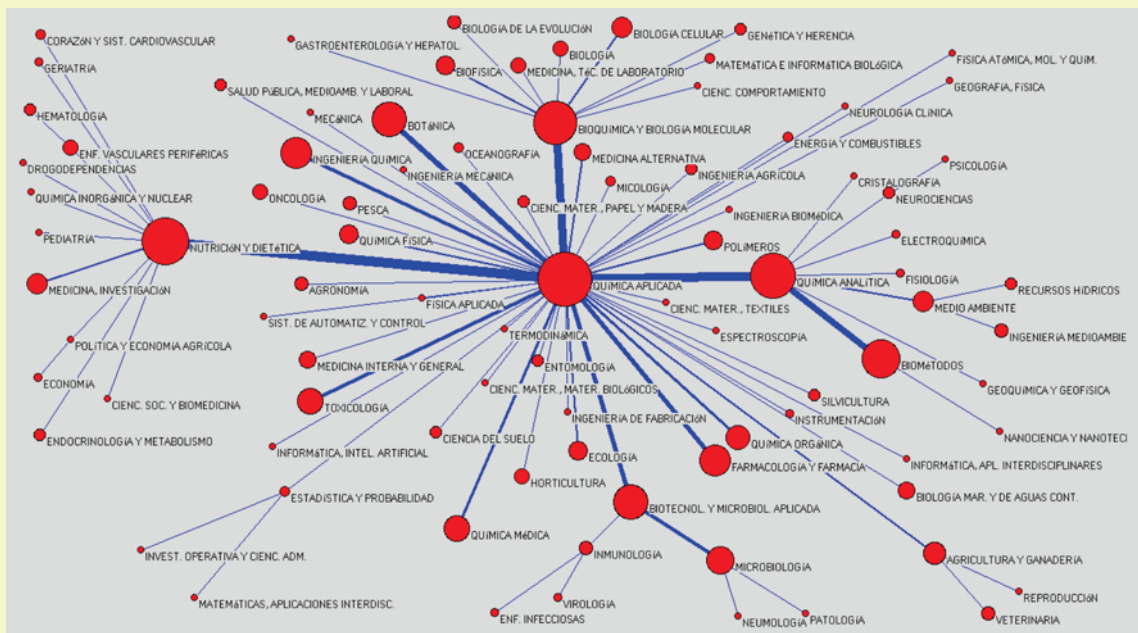 CORAZóN Y SIST. CARDIOVASCULAR
GERIATRíA
HEMATOLOGíA
ENF. VASCULARES PERIFéRICAS
DROGODEPENDENCIAS
QUíMICA INORGáNICA Y NUCLEAR
PEDIATRíA
NUTRICIóN Y DIETéTICA
MEDICINA, INVESTIGACIóN
POLíTICA Y ECONOMíA AGRíCOLA
ECONOMíA
CIENC. SOC. Y BIOMEDICINA
ENDOCRINOLOGíA Y METABOLISMO
BIOLOGíA DE LA EVOLUCIóN
GASTROENTEROLOGíA Y HEPATOL.
BIOLOGíA CELULAR
GENéTICA Y HERENCIA
BIOLOGíA
BIOFíSICA
MEDICINA, TéC. DE LABORATORIO
MATEMáTICA E INFORMáTICA BIOLóGICA
CIENC. COMPORTAMIENTO
SALUD PúBLICA, MEDIOAMB. Y LABORAL
MECáNICA
BOTáNICA
BIOQUíMICA Y BIOLOGíA MOLECULAR
FíSICA ATóMICA, MOL. Y QUíM.
GEOGRAFíA, FíSICA
NEUROLOGíA CLíNICA
ENERGíA Y COMBUSTIBLES
INGENIERíA QUíMICA
OCEANOGRAFíA
MEDICINA ALTERNATIVA
INGENIERíA MECáNICA
INGENIERíA AGRíCOLA
PSICOLOGíA
CRISTALOGRAFíA
NEUROCIENCIAS
ONCOLOGíA
PESCA
MICOLOGíA
CIENC. MATER., PAPEL Y MADERA
INGENIERíA BIOMéDICA
QUíMICA FíSICA
POLíMEROS
ELECTROQUíMICA
QUíMICA APLICADA
QUíMICA ANALíTICA
FISIOLOGíA
RECURSOS HíDRICOS
AGRONOMíA
FíSICA APLICADA
CIENC. MATER., TEXTILES
MEDIO AMBIENTE
SIST. DE AUTOMATIZ. Y CONTROL
TERMODINáMICA
ESPECTROSCOPIA
INGENIERíA MEDIOAMBIE
MEDICINA INTERNA Y GENERAL
ENTOMOLOGíA
BIOMéTODOS
CIENC. MATER., MATER. BIOLóGICOS
GEOQUíMICA Y GEOFíSICA
TOXICOLOGíA
SILVICULTURA
INGENIERíA DE FABRICACIóN
INSTRUMENTACIóN
CIENCIA DEL SUELO
QUíMICA ORGáNICA
NANOCIENCIA Y NANOTECI
INFORMáTICA, INTEL. ARTIFICIAL
ECOLOGíA
FARMACOLOGíA Y FARMACIA
INFORMáTICA, APL. INTERDISCIPLINARES
HORTICULTURA
BIOLOGíA MAR. Y DE AGUAS CONT.
ESTADíSTICA Y PROBABILIDAD
BIOTECNOL. Y MICROBIOL. APLICADA
QUíMICA MéDICA
INVEST. OPERATIVA Y CIENC. ADM.
INMUNOLOGíA
MICROBIOLOGíA
AGRICULTURA Y GANADERíA
MATEMáTICAS, APLICACIONES INTERDISC.
VIROLOGíA
ENF. INFECCIOSAS
NEUMOLOGíA
PATOLOGíA
REPRODUCCIóN
VETERINARIA